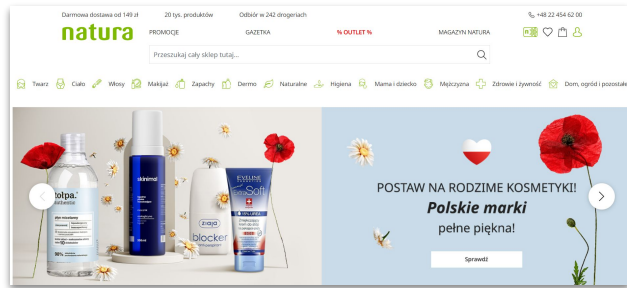 Darmowa dostawa od 149 zł
20 tys. produktów
Odbiór w 242 drogeriach
+48 22 454 62 00
natura
PROMOCJE
GAZETKA
% OUTLET %
MAGAZYN NATURA
Przeszukaj cały sklep tutaj...
Twarz
Ciało
Włosy
Makijaż
Zapachy
Dermo
Naturalne
Higiena
Mama i dziecko
Mężczyzna
Zdrowie i żywność
Dom, ogród i pozostałe
tołpa.
skinimal
ziaja
blocker
EVELINE
Soft
15% UREA
POSTAW NA RODZIME KOSMETYKI!
Polskie marki
pełne piękna!
Sprawdź